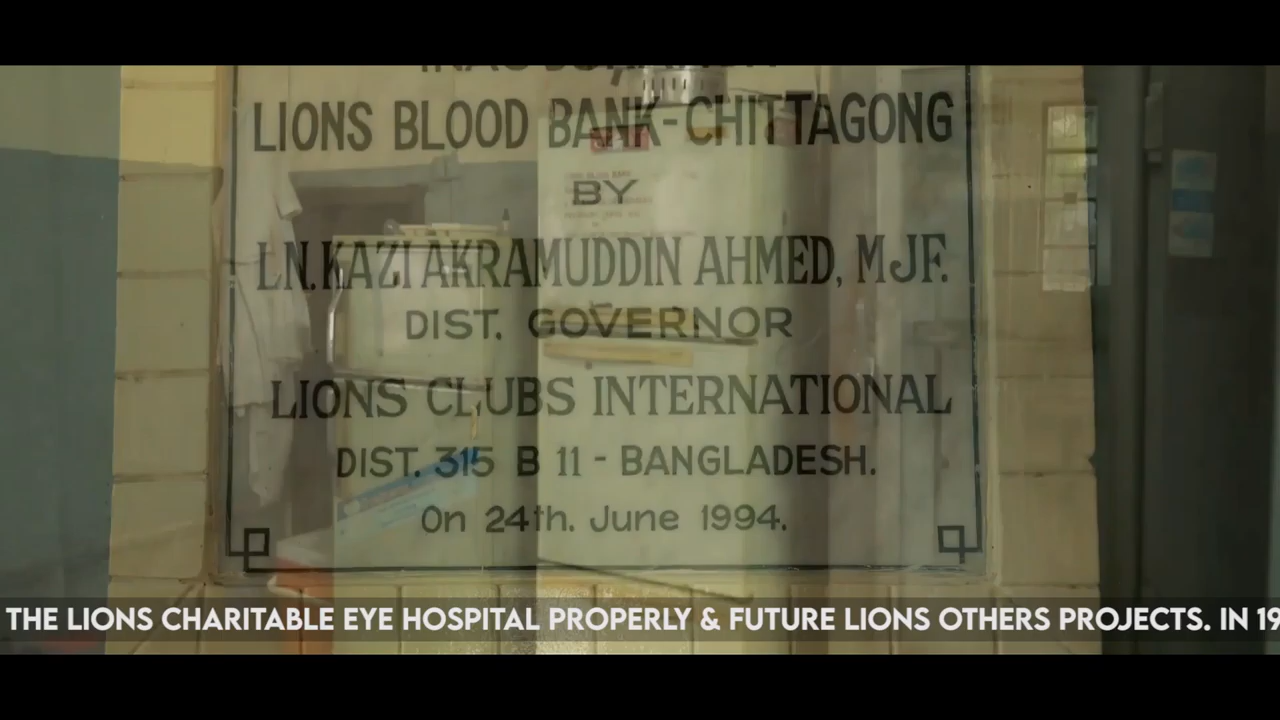 LIONS BLOOD BANK-CHITTAGONG
BY
LN.KAZI AKRAMUDDIN AHMED, MJF.
DIST. GOVERNOR
LIONS CLUBS INTERNATIONAL
DIST. 315 B 11 - BANGLADESH.
On 24th. June 1994.
THE LIONS CHARITABLE EYE HOSPITAL PROPERLY & FUTURE LIONS OTHERS PROJECTS. IN 19